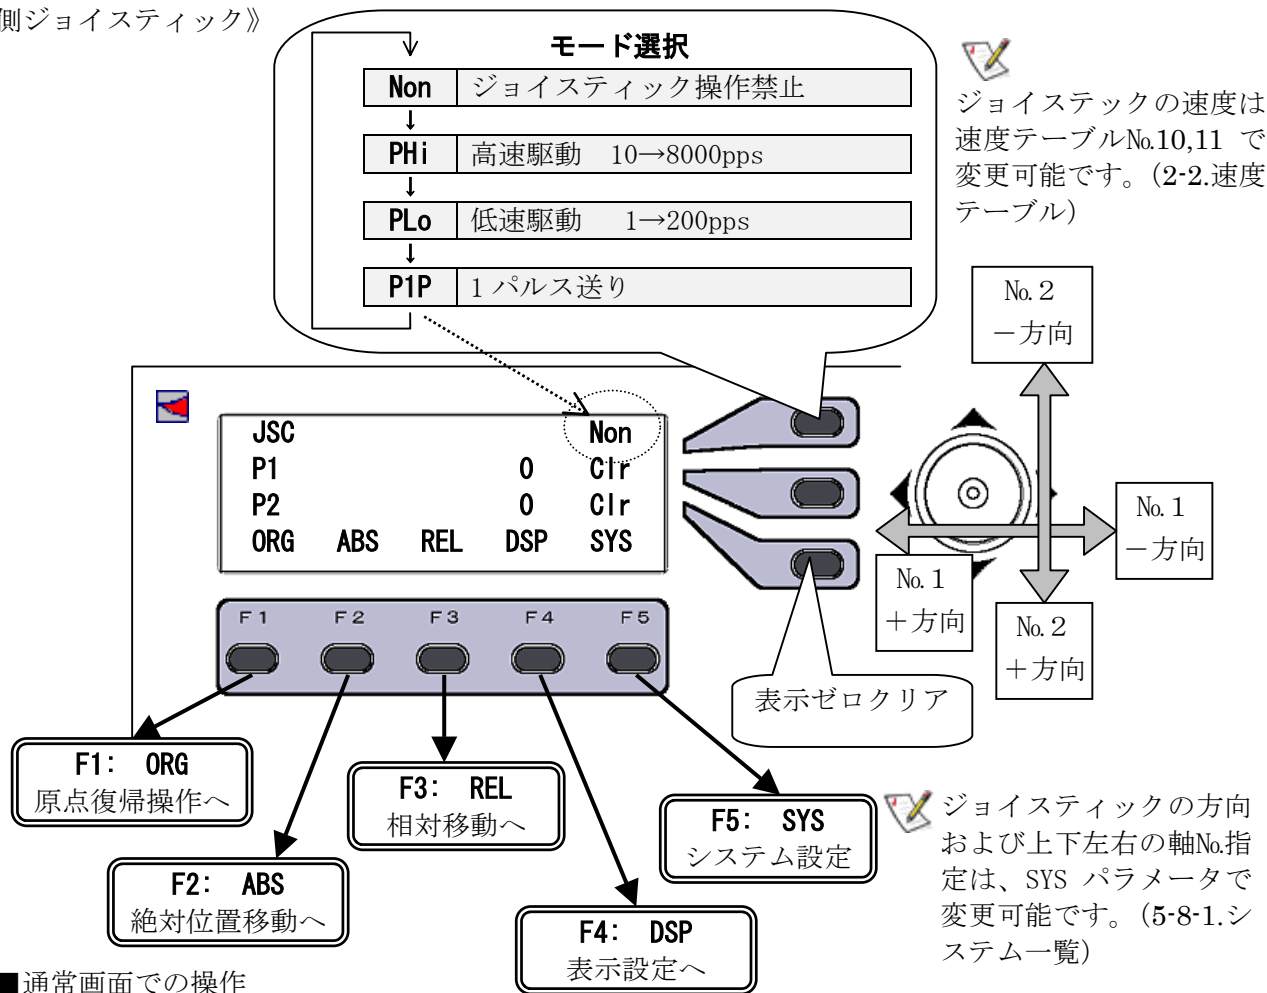 側ジョイスティック》
モード選択
Non ジョイスティック操作禁止
PHi 高速駆動 10→8000pps
PLo 低速駆動 1→200pps
P1P 1 パルス送り
ジョイステックの速度は
速度テーブル№10,11 で
変更可能です。(2-2.速度
テーブル)
№2
－方向
JSC Non
P1 0 Clr
P2 0 Clr
ORG ABS REL DSP SYS
№1
－方向
№1
＋方向
№2
＋方向
F1 F2 F3 F4 F5
表示ゼロクリア
F1: ORG
原点復帰操作へ
F2: ABS
絶対位置移動へ
F3: REL
相対移動へ
F4: DSP
表示設定へ
F5: SYS
システム設定
ジョイスティックの方向
および上下左右の軸№指
定は、SYS パラメータで
変更可能です。(5-8-1.シ
ステム一覧)
■通常画面での操作